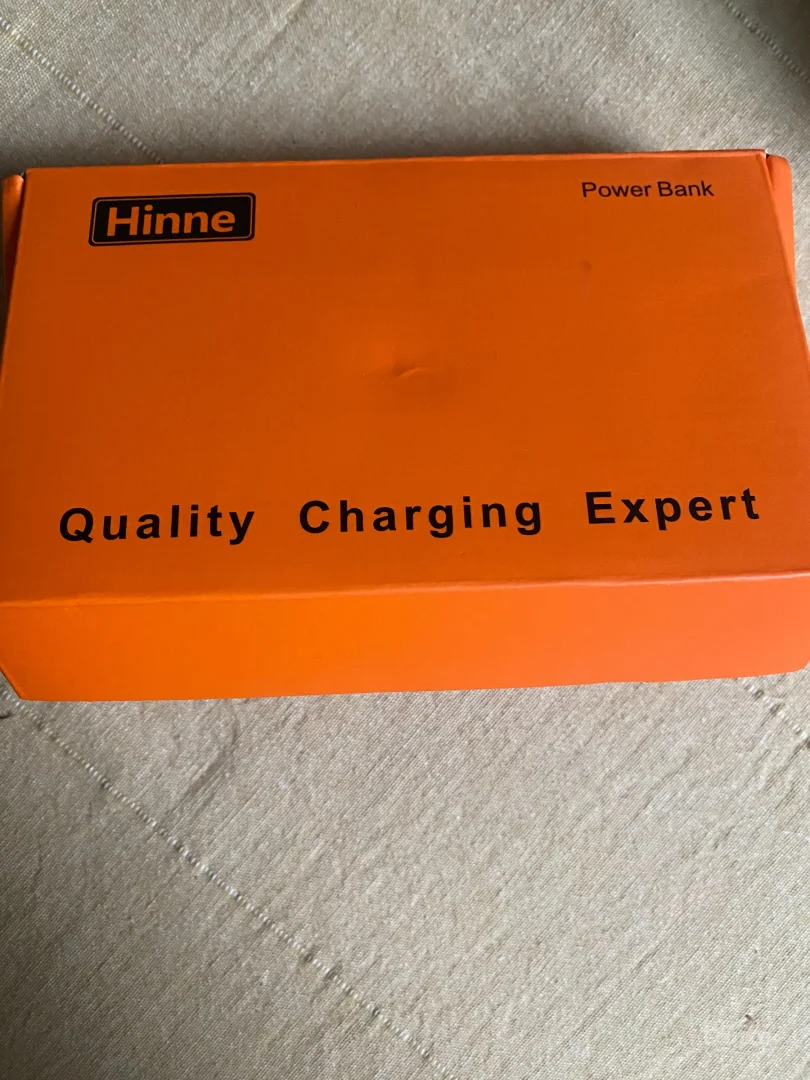 Hinne
Power Bank
Quality Charging Expert